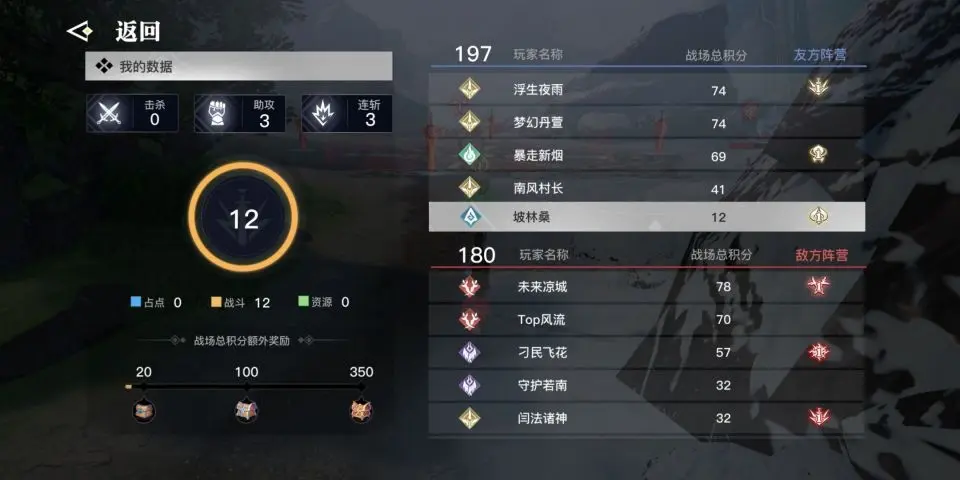 返回
我的数据
击杀 0
助攻 3
连斩 3
12
占点 0 战斗 12 资源 0
战场总积分额外奖励
20 100 350
197 玩家名称 战场总积分 友方阵营
浮生夜雨 74
梦幻丹萱 74
暴走新烟 69
南风村长 41
坡林桑 12
180 玩家名称 战场总积分 敌方阵营
未来凉城 78
Top风流 70
刁民飞花 57
守护若南 32
闫法诸神 32